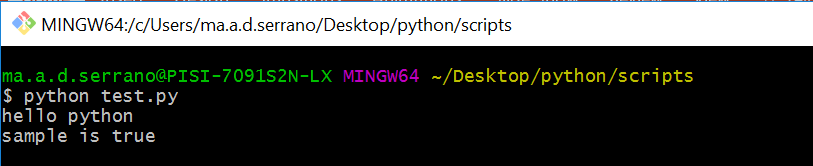 MINGW64:/c/Users/ma.a.d.serrano/Desktop/python/scripts
ma.a.d.serrano@PISI-7091S2N-LX MINGW64 ~/Desktop/python/scripts
$ python test.py
hello python
sample is true